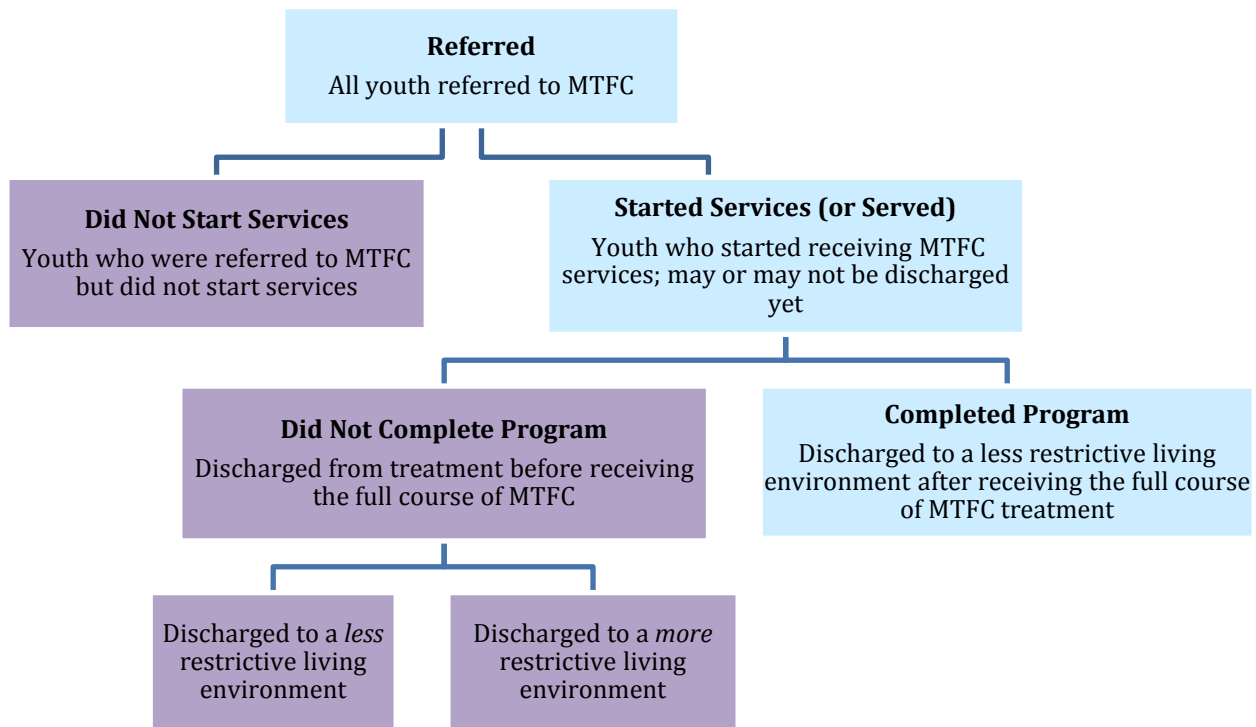 Referred
All youth referred to MTFC
Did Not Start Services
Youth who were referred to MTFC
but did not start services
Started Services (or Served)
Youth who started receiving MTFC
services; may or may not be discharged
yet
Did Not Complete Program
Discharged from treatment before receiving
the full course of MTFC
Completed Program
Discharged to a less restrictive living
environment after receiving the full course
of MTFC treatment
Discharged to a less
restrictive living
environment
Discharged to a more
restrictive living
environment